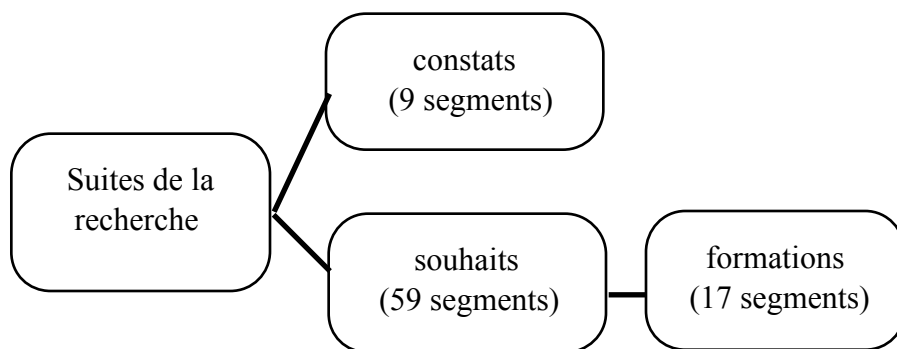 constats
(9 segments)
Suites de la
recherche
souhaits
(59 segments)
formations
(17 segments)